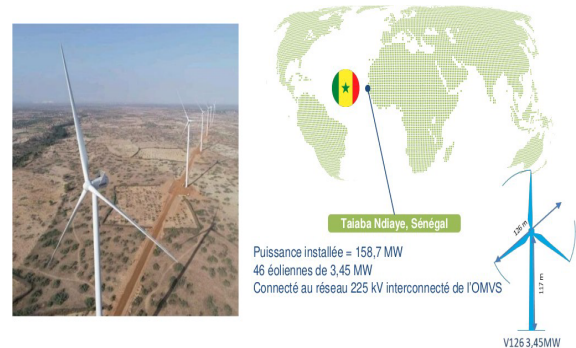 Taiaba Ndiaye, Sénégal
Puissance installée = 158,7 MW
46 éoliennes de 3,45 MW
Connecté au réseau 225 kV interconnecté de l'OMVS
126 m
117 m
V126 3,45MW